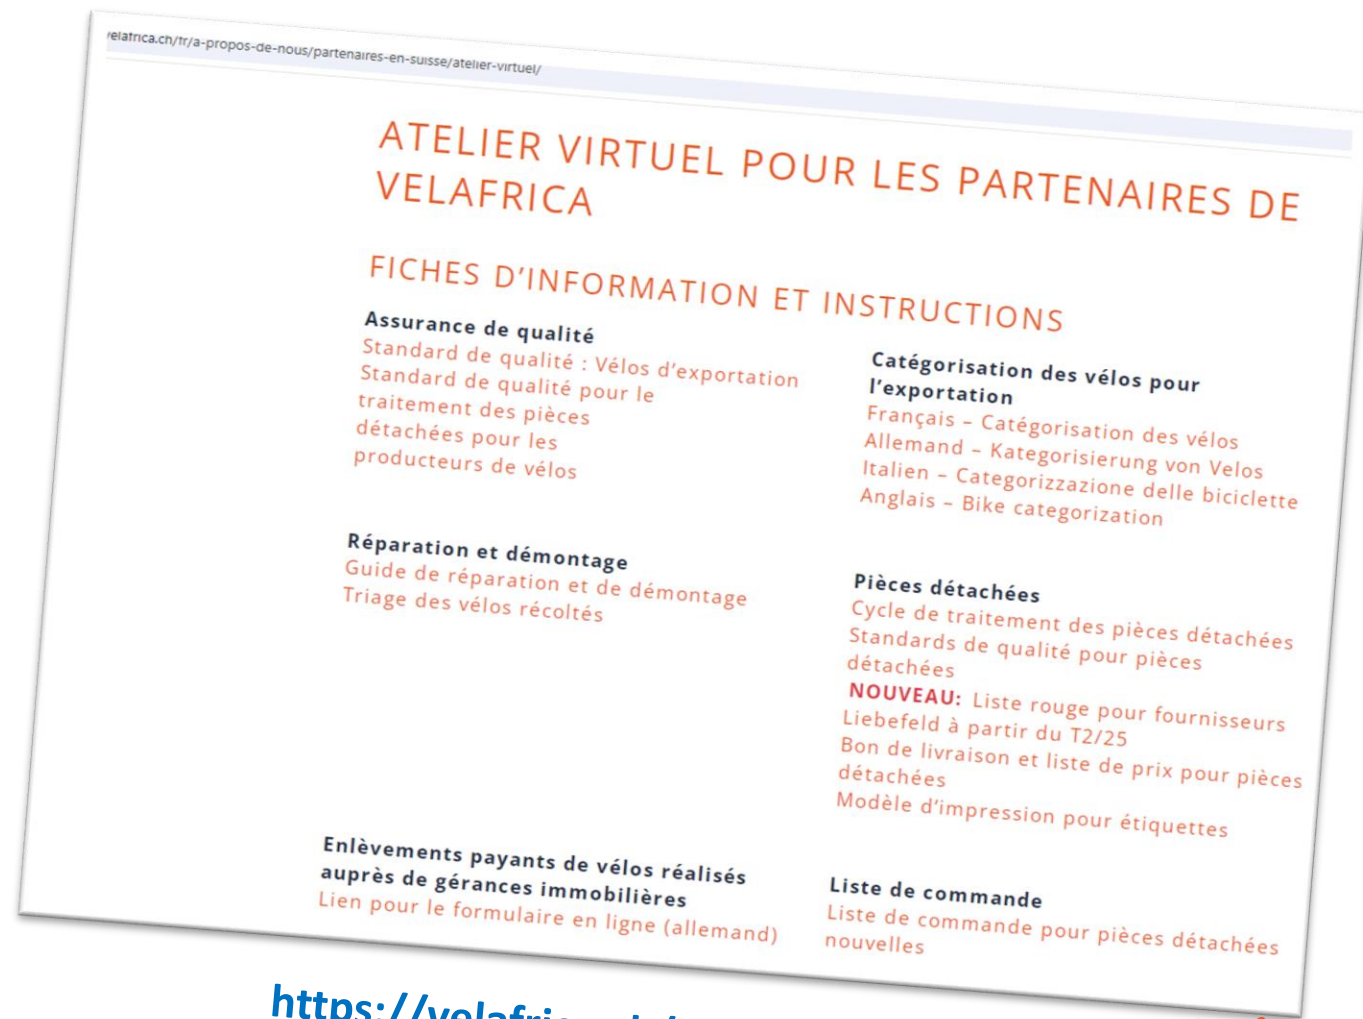 velafrica.ch/fr/a-propos-de-nous/partenaires-en-suisse/atelier-virtuel/
ATELIER VIRTUEL POUR LES PARTENAIRES DE
VELAFRICA
FICHES D'INFORMATION ET INSTRUCTIONS
Assurance de qualité
Standard de qualité : Vélos d'exportation
Standard de qualité pour le
traitement des pièces
détachées pour les
producteurs de vélos
Catégorisation des vélos pour
l'exportation
Français – Catégorisation des vélos
Allemand – Kategorisierung von Velos
Italien – Categorizzazione delle biciclette
Anglais – Bike categorization
Réparation et démontage
Guide de réparation et de démontage
Triage des vélos récoltés
Pièces détachées
Cycle de traitement des pièces détachées
Standards de qualité pour pièces
détachées
NOUVEAU: Liste rouge pour fournisseurs
Liebefeld à partir du T2/25
Bon de livraison et liste de prix pour pièces
détachées
Modèle d'impression pour étiquettes
Enlèvements payants de vélos réalisés
auprès de gérances immobilières
Lien pour le formulaire en ligne (allemand)
Liste de commande
Liste de commande pour pièces détachées
nouvelles